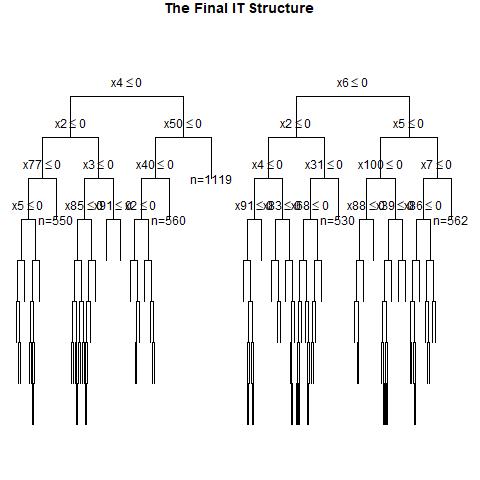 The Final IT Structure
x4 ≤ 0 x6 ≤ 0
x2 ≤ 0 x50 ≤ 0 x2 ≤ 0 x5 ≤ 0
x77 ≤ 0 x3 ≤ 0 x40 ≤ 0 n=1119 x4 ≤ 0 x31 ≤ 0 x100 ≤ 0 x7 ≤ 0
x5 ≤ 0 n=550 x85 ≤ 0 x91 ≤ 0 x2 ≤ 0 n=560 x91 ≤ 0 x83 ≤ 0 x68 ≤ 0 n=530 x88 ≤ 0 x86 ≤ 0 n=562